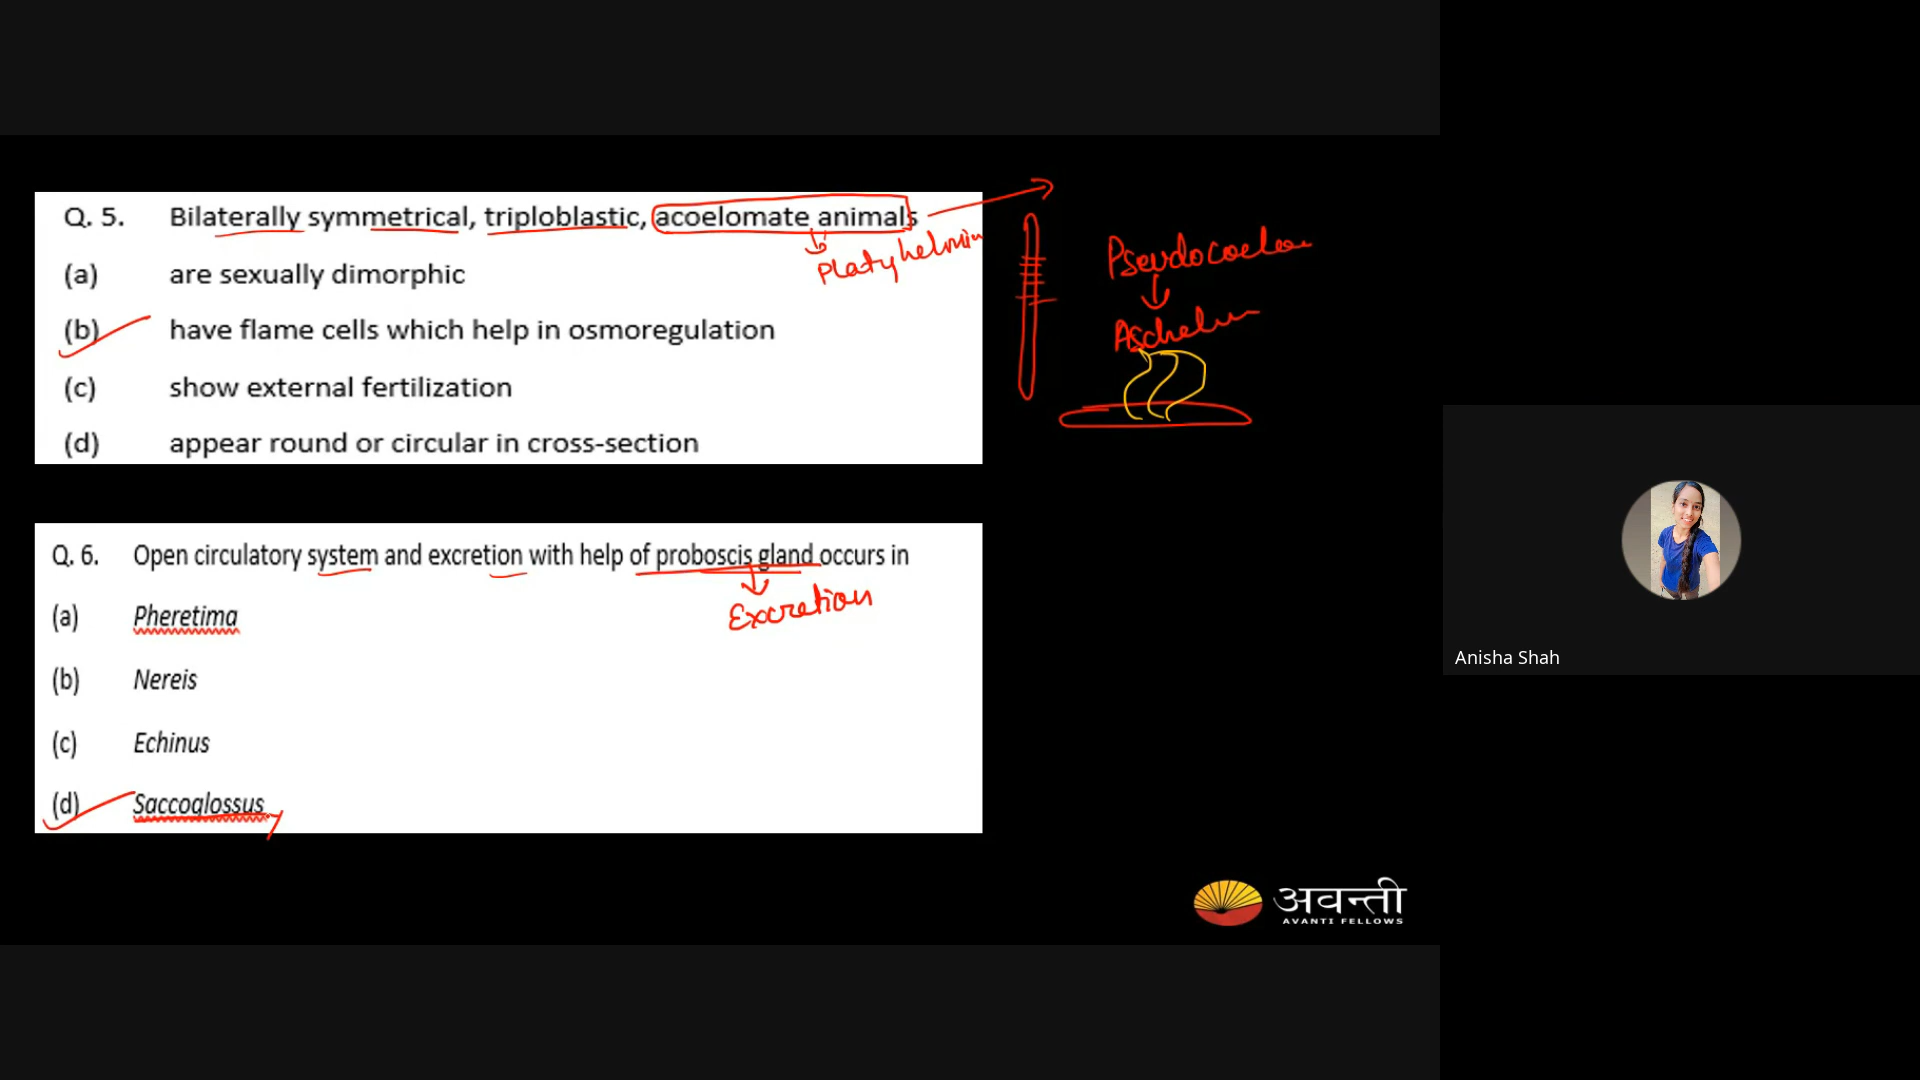 Q. 5. Bilaterally symmetrical, triploblastic, acoelomate animals
Platyhelmin
(a) are sexually dimorphic
(b) have flame cells which help in osmoregulation
(c) show external fertilization
(d) appear round or circular in cross-section
Pseudocoelom
Aschelm
Q. 6. Open circulatory system and excretion with help of proboscis gland occurs in
Excretion
(a) Pheretima
(b) Nereis
(c) Echinus
(d) Saccoglossus
Anisha Shah
अवन्ती
AVANTI FELLOWS